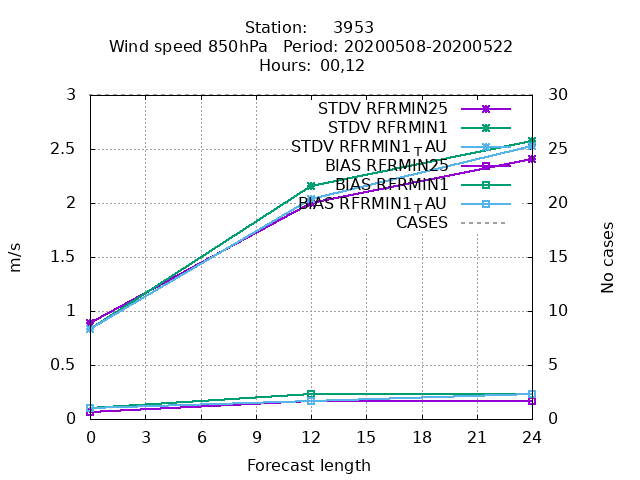 Station: 3953
Wind speed 850hPa Period: 20200508-20200522
Hours: 00,12
3
2.5
2
1.5
1
0.5
0
m/s
30
25
20
15
10
5
0
No cases
STDV RFRMIN25
STDV RFRMIN1
STDV RFRMIN1TAU
BIAS RFRMIN25
BIAS RFRMIN1
BIAS RFRMIN1TAU
CASES
0 3 6 9 12 15 18 21 24
Forecast length